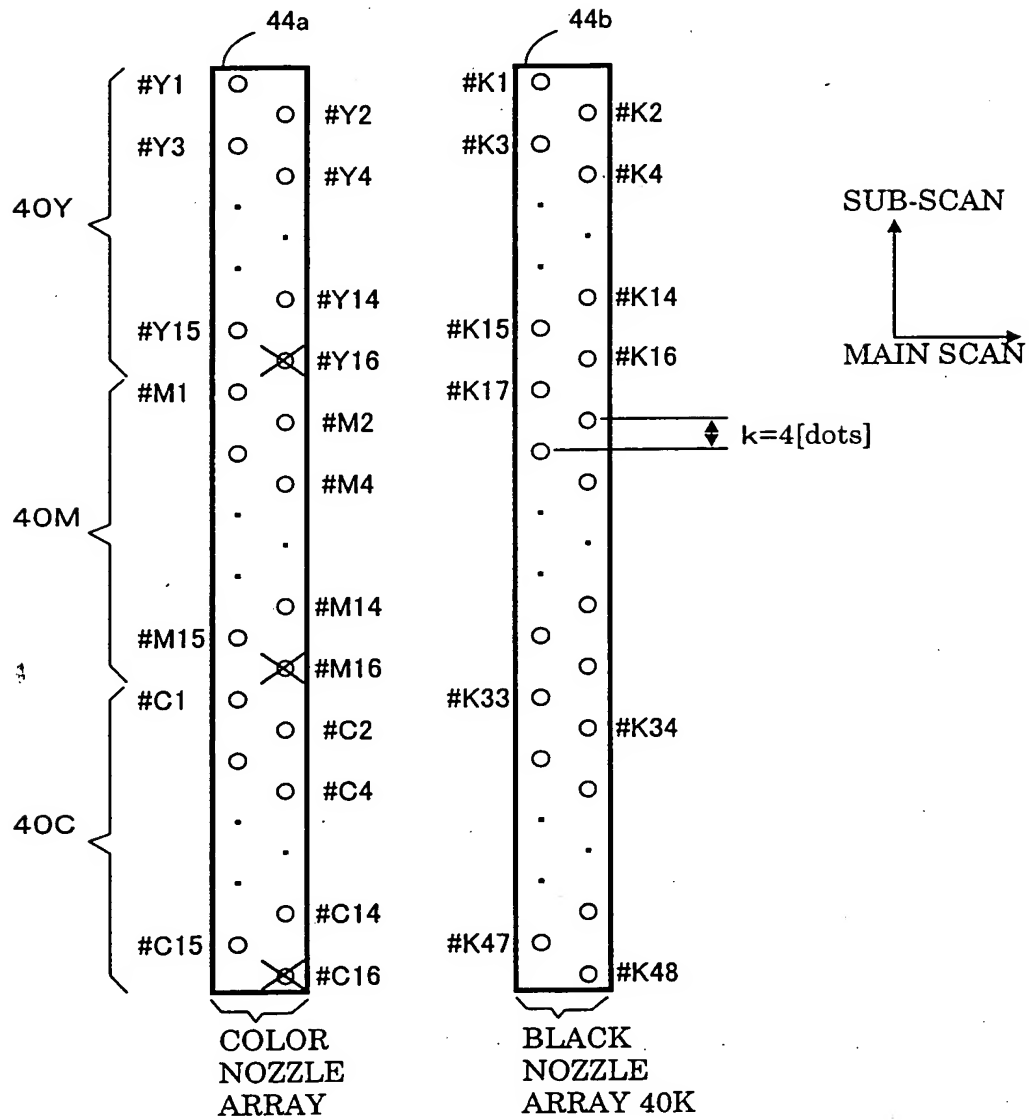 44a
44b
#Y1
#Y2
#Y3
#Y4
40Y
#Y14
#Y15
#Y16
#M1
#M2
#M4
40M
#M14
#M15
#M16
#C1
#C2
#C4
40C
#C14
#C15
#C16
COLOR
NOZZLE
ARRAY
#K1
#K2
#K3
#K4
#K14
#K15
#K16
#K17
k=4[dots]
#K33
#K34
#K47
#K48
BLACK
NOZZLE
ARRAY 40K
SUB-SCAN
MAIN SCAN